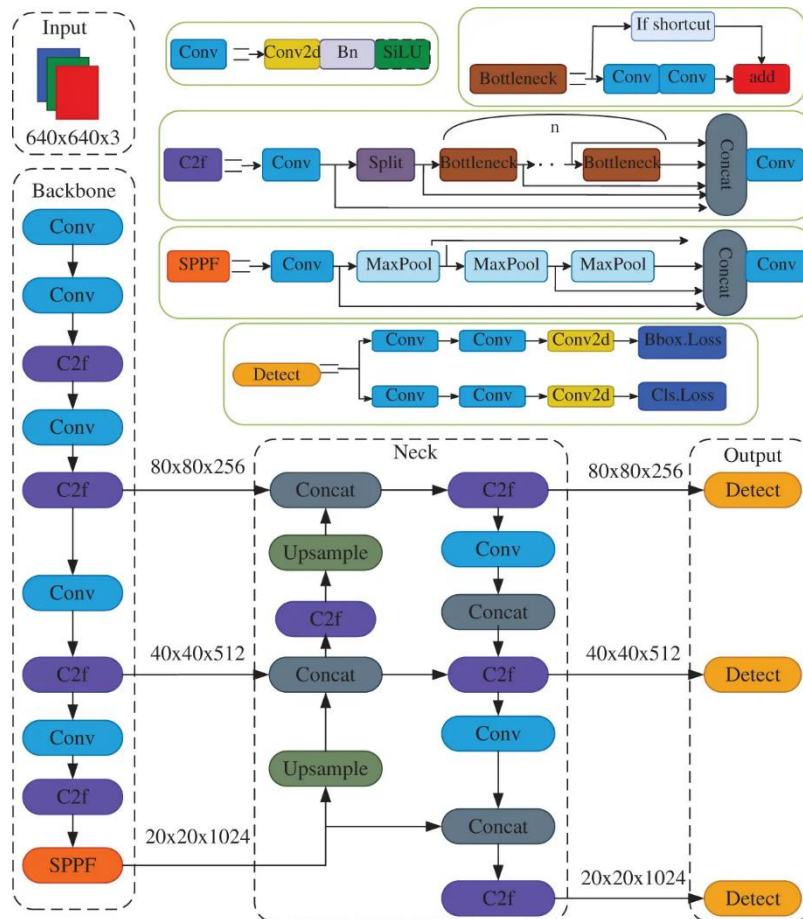 Input
640x640x3
Conv
Conv2d
Bn
SiLU
If shortcut
Bottleneck
Conv
Conv
add
n
C2f
Conv
Split
Bottleneck
. . .
Bottleneck
Concat
Conv
SPPF
Conv
MaxPool
MaxPool
MaxPool
Concat
Conv
Detect
Conv
Conv
Conv2d
Bbox.Loss
Conv
Conv
Conv2d
Cls.Loss
Backbone
Conv
Conv
C2f
Conv
C2f
Conv
C2f
Conv
C2f
SPPF
80x80x256
40x40x512
20x20x1024
Neck
Concat
Upsample
C2f
Concat
Upsample
C2f
Conv
Concat
C2f
Conv
Concat
C2f
80x80x256
40x40x512
20x20x1024
Output
Detect
Detect
Detect